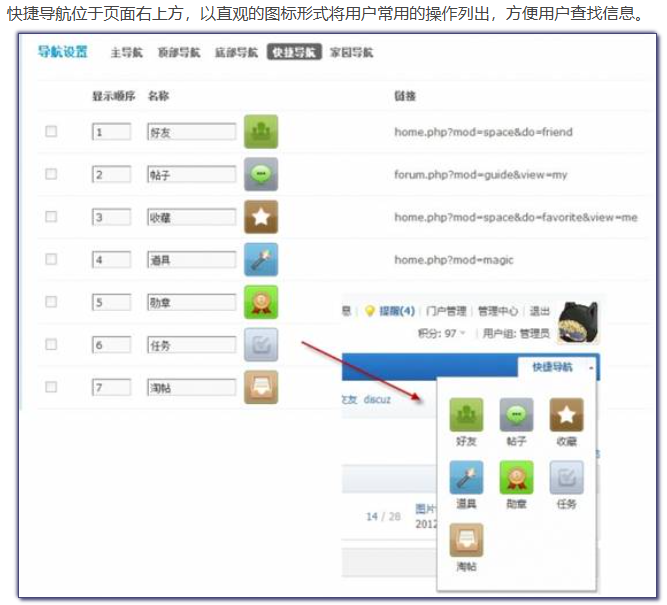 快捷导航位于页面右上方，以直观的图标形式将用户常用的操作列出，方便用户查找信息。
导航设置 主导航 顶部导航 底部导航 快捷导航 家园导航
显示顺序 名称 链接
1 好友 home.php?mod=space&do=friend
2 帖子 forum.php?mod=guide&view=my
3 收藏 home.php?mod=space&do=favorite&view=me
4 道具 home.php?mod=magic
5 勋章
6 任务
7 淘帖
息 提醒(4) | 门户管理 | 管理中心 | 退出
积分: 97 | 用户组: 管理员
快捷导航
交友 discuz
好友 帖子 收藏
道具 勋章 任务
淘帖
14 / 28 图片
2012